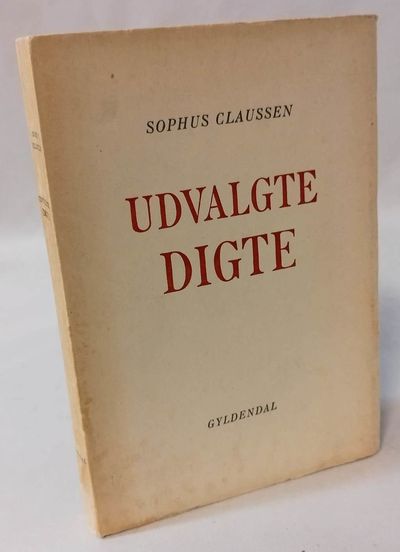 SOPHUS CLAUSSEN
UDVALGTE
DIGTE
GYLDENDAL